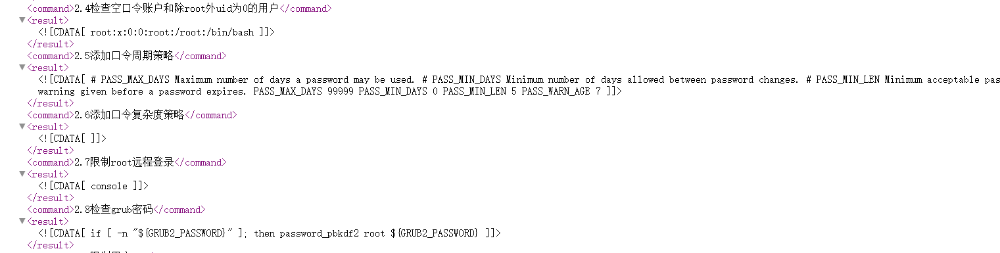 <command>2.4检查空口令账户和除root外uid为0的用户</command>
▼<result>
<![CDATA[ root:x:0:0:root:/root:/bin/bash ]]>
</result>
<command>2.5添加口令周期策略</command>
▼<result>
<![CDATA[ # PASS_MAX_DAYS Maximum number of days a password may be used. # PASS_MIN_DAYS Minimum number of days allowed between password changes. # PASS_MIN_LEN Minimum acceptable pas
warning given before a password expires. PASS_MAX_DAYS 99999 PASS_MIN_DAYS 0 PASS_MIN_LEN 5 PASS_WARN_AGE 7 ]]>
</result>
<command>2.6添加口令复杂度策略</command>
▼<result>
<![CDATA[ ]]>
</result>
<command>2.7限制root远程登录</command>
▼<result>
<![CDATA[ console ]]>
</result>
<command>2.8检查grub密码</command>
▼<result>
<![CDATA[ if [ -n "${GRUB2_PASSWORD}" ]; then password_pbkdf2 root ${GRUB2_PASSWORD} ]]>
</result>